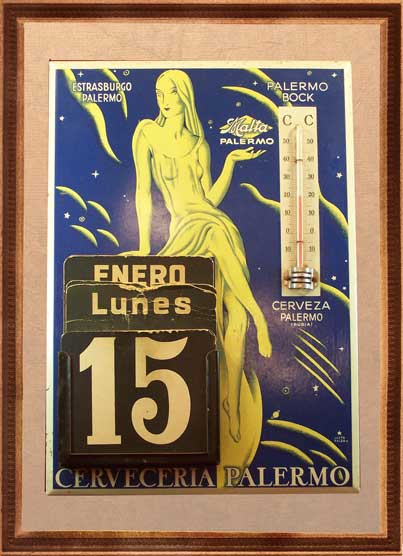 ESTRASBURGO
PALERMO
PALERMO
BOCK
Malta
PALERMO
C C
50 50
40 40
30 30
20 20
10 10
0 0
10 10
ENERO
Lunes
15
CERVEZA
PALERMO
(RUBIA)
CERVECERIA PALERMO